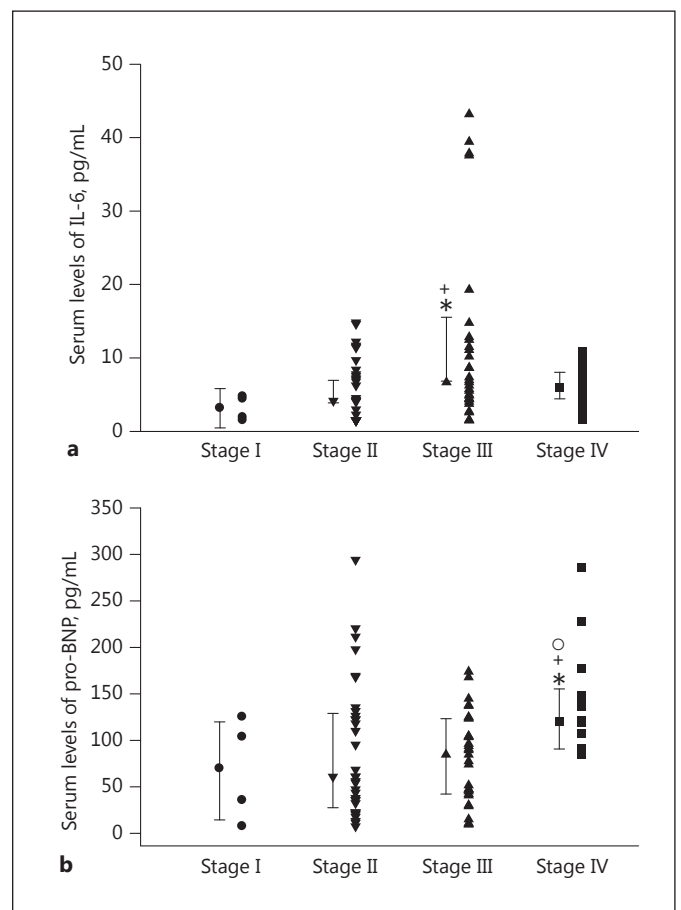 50
40
30
20
10
0
Serum levels of IL-6, pg/mL
+
*
a
Stage I
Stage II
Stage III
Stage IV
350
300
250
200
150
100
50
0
Serum levels of pro-BNP, pg/mL
○
+
*
b
Stage I
Stage II
Stage III
Stage IV